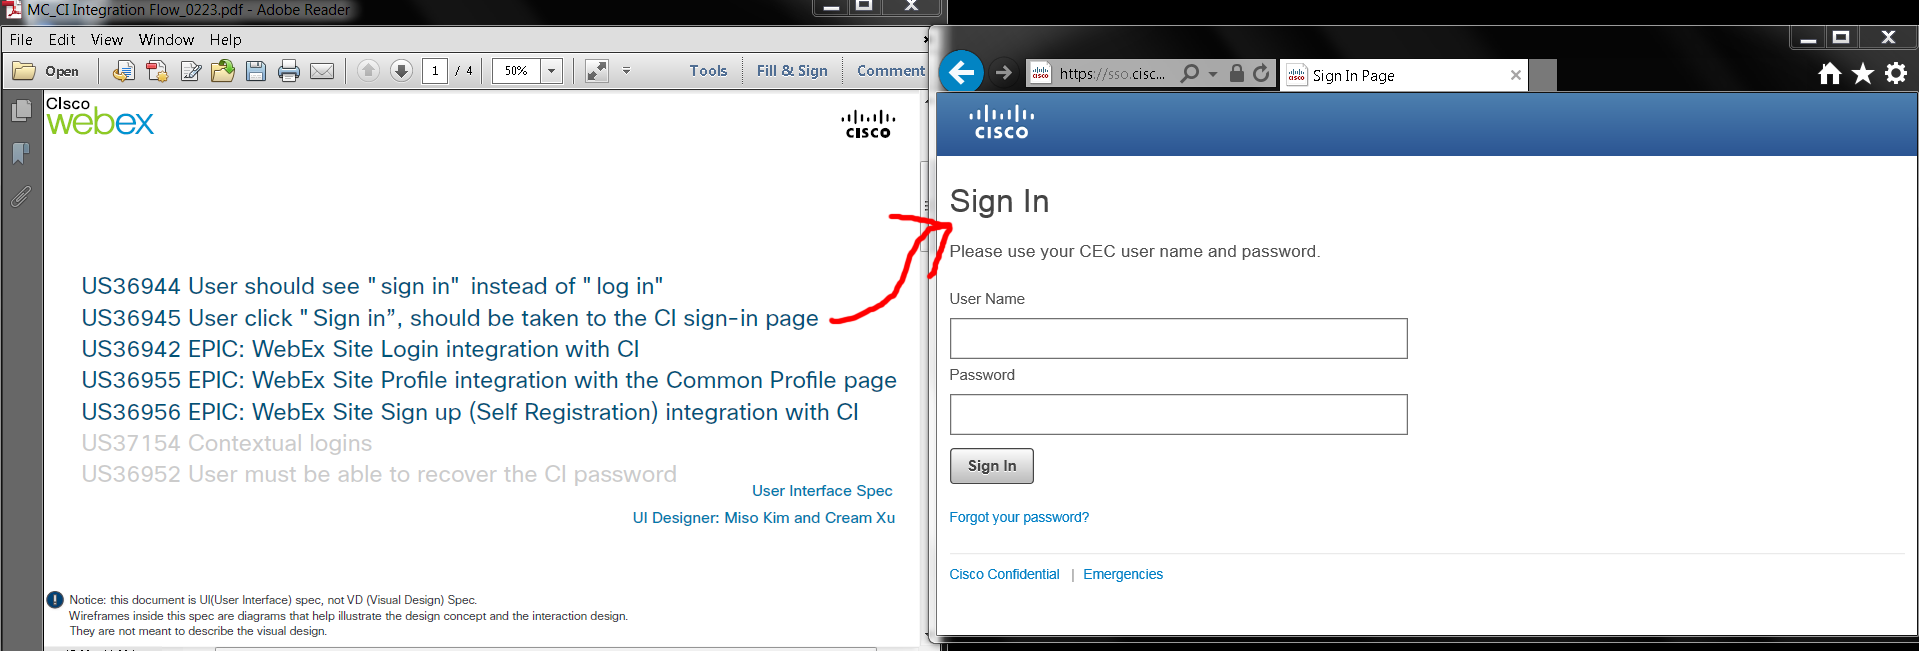 MC_CI Integration Flow_0223.pdf - Adobe Reader
File Edit View Window Help
Open 1 / 4 50% Tools Fill & Sign Comment
CIsco
webex
cisco
US36944 User should see "sign in" instead of "log in"
US36945 User click "Sign in”, should be taken to the CI sign-in page
US36942 EPIC: WebEx Site Login integration with CI
US36955 EPIC: WebEx Site Profile integration with the Common Profile page
US36956 EPIC: WebEx Site Sign up (Self Registration) integration with CI
US37154 Contextual logins
US36952 User must be able to recover the CI password
User Interface Spec
UI Designer: Miso Kim and Cream Xu
Notice: this document is UI(User Interface) spec, not VD (Visual Design) Spec.
Wireframes inside this spec are diagrams that help illustrate the design concept and the interaction design.
They are not meant to describe the visual design.
https://sso.cisc... Sign In Page
cisco
Sign In
Please use your CEC user name and password.
User Name
Password
Sign In
Forgot your password?
Cisco Confidential | Emergencies